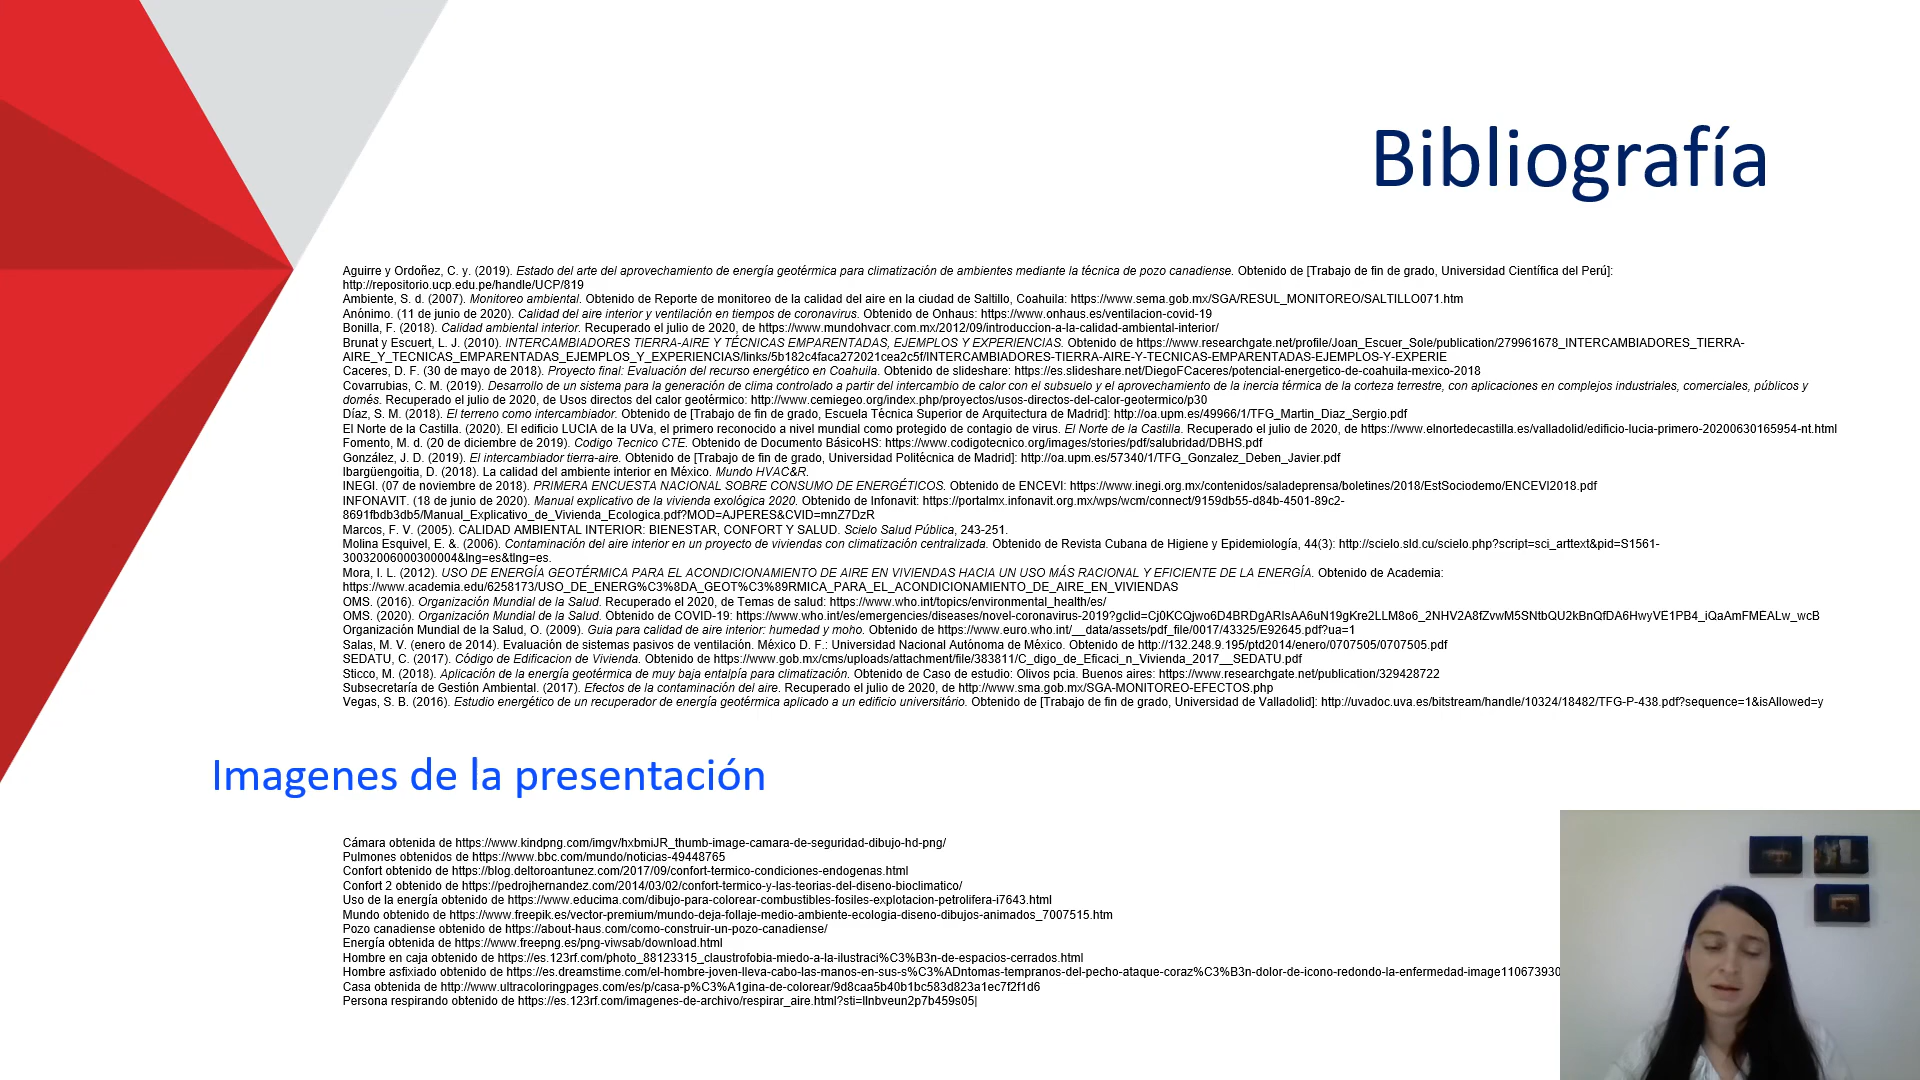 Bibliografía
Aguirre y Ordoñez, C. y. (2019). Estado del arte del aprovechamiento de energía geotérmica para climatización de ambientes mediante la técnica de pozo canadiense. Obtenido de [Trabajo de fin de grado, Universidad Científica del Perú]:
http://repositorio.ucp.edu.pe/handle/UCP/819
Ambiente, S. d. (2007). Monitoreo ambiental. Obtenido de Reporte de monitoreo de la calidad del aire en la ciudad de Saltillo, Coahuila: https://www.sema.gob.mx/SGA/RESUL_MONITOREO/SALTILLO071.htm
Anónimo. (11 de junio de 2020). Calidad del aire interior y ventilación en tiempos de coronavirus. Obtenido de Onhaus: https://www.onhaus.es/ventilacion-covid-19
Bonilla, F. (2018). Calidad ambiental interior. Recuperado el julio de 2020, de https://www.mundohvacr.com.mx/2012/09/introduccion-a-la-calidad-ambiental-interior/
Brunat y Escuert, L. J. (2010). INTERCAMBIADORES TIERRA-AIRE Y TÉCNICAS EMPARENTADAS, EJEMPLOS Y EXPERIENCIAS. Obtenido de https://www.researchgate.net/profile/Joan_Escuer_Sole/publication/279961678_INTERCAMBIADORES_TIERRA-
AIRE_Y_TECNICAS_EMPARENTADAS_EJEMPLOS_Y_EXPERIENCIAS/links/5b182c4faca272021cea2c5f/INTERCAMBIADORES-TIERRA-AIRE-Y-TECNICAS-EMPARENTADAS-EJEMPLOS-Y-EXPERIE
Caceres, D. F. (30 de mayo de 2018). Proyecto final: Evaluación del recurso energético en Coahuila. Obtenido de slideshare: https://es.slideshare.net/DiegoFCaceres/potencial-energetico-de-coahuila-mexico-2018
Covarrubias, C. M. (2019). Desarrollo de un sistema para la generación de clima controlado a partir del intercambio de calor con el subsuelo y el aprovechamiento de la inercia térmica de la corteza terrestre, con aplicaciones en complejos industriales, comerciales, públicos y
domés. Recuperado el julio de 2020, de Usos directos del calor geotérmico: http://www.cemiegeo.org/index.php/proyectos/usos-directos-del-calor-geotermico/p30
Díaz, S. M. (2018). El terreno como intercambiador. Obtenido de [Trabajo de fin de grado, Escuela Técnica Superior de Arquitectura de Madrid]: http://oa.upm.es/49966/1/TFG_Martin_Diaz_Sergio.pdf
El Norte de la Castilla. (2020). El edificio LUCIA de la UVa, el primero reconocido a nivel mundial como protegido de contagio de virus. El Norte de la Castilla. Recuperado el julio de 2020, de https://www.elnortedecastilla.es/valladolid/edificio-lucia-primero-20200630165954-nt.html
Fomento, M. d. (20 de diciembre de 2019). Codigo Tecnico CTE. Obtenido de Documento BásicoHS: https://www.codigotecnico.org/images/stories/pdf/salubridad/DBHS.pdf
González, J. D. (2019). El intercambiador tierra-aire. Obtenido de [Trabajo de fin de grado, Universidad Politécnica de Madrid]: http://oa.upm.es/57340/1/TFG_Gonzalez_Deben_Javier.pdf
Ibargüengoitia, D. (2018). La calidad del ambiente interior en México. Mundo HVAC&R.
INEGI. (07 de noviembre de 2018). PRIMERA ENCUESTA NACIONAL SOBRE CONSUMO DE ENERGÉTICOS. Obtenido de ENCEVI: https://www.inegi.org.mx/contenidos/saladeprensa/boletines/2018/EstSociodemo/ENCEVI2018.pdf
INFONAVIT. (18 de junio de 2020). Manual explicativo de la vivienda exológica 2020. Obtenido de Infonavit: https://portalmx.infonavit.org.mx/wps/wcm/connect/9159db55-d84b-4501-89c2-
8691fbdb3db5/Manual_Explicativo_de_Vivienda_Ecologica.pdf?MOD=AJPERES&CVID=mnZ7DzR
Marcos, F. V. (2005). CALIDAD AMBIENTAL INTERIOR: BIENESTAR, CONFORT Y SALUD. Scielo Salud Pública, 243-251.
Molina Esquivel, E. &. (2006). Contaminación del aire interior en un proyecto de viviendas con climatización centralizada. Obtenido de Revista Cubana de Higiene y Epidemiología, 44(3): http://scielo.sld.cu/scielo.php?script=sci_arttext&pid=S1561-
30032006000300004&lng=es&tlng=es.
Mora, I. L. (2012). USO DE ENERGÍA GEOTÉRMICA PARA EL ACONDICIONAMIENTO DE AIRE EN VIVIENDAS HACIA UN USO MÁS RACIONAL Y EFICIENTE DE LA ENERGÍA. Obtenido de Academia:
https://www.academia.edu/6258173/USO_DE_ENERG%C3%8DA_GEOT%C3%89RMICA_PARA_EL_ACONDICIONAMIENTO_DE_AIRE_EN_VIVIENDAS
OMS. (2016). Organización Mundial de la Salud. Recuperado el 2020, de Temas de salud: https://www.who.int/topics/environmental_health/es/
OMS. (2020). Organización Mundial de la Salud. Obtenido de COVID-19: https://www.who.int/es/emergencies/diseases/novel-coronavirus-2019?gclid=Cj0KCQjwo6D4BRDgARIsAA6uN19gKre2LLM8o6_2NHV2A8fZvwM5SNtbQU2kBnQfDA6HwyVE1PB4_iQaAmFMEALw_wcB
Organización Mundial de la Salud, O. (2009). Guia para calidad de aire interior: humedad y moho. Obtenido de https://www.euro.who.int/__data/assets/pdf_file/0017/43325/E92645.pdf?ua=1
Salas, M. V. (enero de 2014). Evaluación de sistemas pasivos de ventilación. México D. F.: Universidad Nacional Autónoma de México. Obtenido de http://132.248.9.195/ptd2014/enero/0707505/0707505.pdf
SEDATU, C. (2017). Código de Edificacion de Vivienda. Obtenido de https://www.gob.mx/cms/uploads/attachment/file/383811/C_digo_de_Eficaci_n_Vivienda_2017__SEDATU.pdf
Sticco, M. (2018). Aplicación de la energía geotérmica de muy baja entalpía para climatización. Obtenido de Caso de estudio: Olivos pcia. Buenos aires: https://www.researchgate.net/publication/329428722
Subsecretaría de Gestión Ambiental. (2017). Efectos de la contaminación del aire. Recuperado el julio de 2020, de http://www.sma.gob.mx/SGA-MONITOREO-EFECTOS.php
Vegas, S. B. (2016). Estudio energético de un recuperador de energía geotérmica aplicado a un edificio universitário. Obtenido de [Trabajo de fin de grado, Universidad de Valladolid]: http://uvadoc.uva.es/bitstream/handle/10324/18482/TFG-P-438.pdf?sequence=1&isAllowed=y
Imagenes de la presentación
Cámara obtenida de https://www.kindpng.com/imgv/hxbmiJR_thumb-image-camara-de-seguridad-dibujo-hd-png/
Pulmones obtenidos de https://www.bbc.com/mundo/noticias-49448765
Confort obtenido de https://blog.deltoroantunez.com/2017/09/confort-termico-condiciones-endogenas.html
Confort 2 obtenido de https://pedrojhernandez.com/2014/03/02/confort-termico-y-las-teorias-del-diseno-bioclimatico/
Uso de la energía obtenido de https://www.educima.com/dibujo-para-colorear-combustibles-fosiles-explotacion-petrolifera-i7643.html
Mundo obtenido de https://www.freepik.es/vector-premium/mundo-deja-follaje-medio-ambiente-ecologia-diseno-dibujos-animados_7007515.htm
Pozo canadiense obtenido de https://about-haus.com/como-construir-un-pozo-canadiense/
Energía obtenida de https://www.freepng.es/png-viwsab/download.html
Hombre en caja obtenido de https://es.123rf.com/photo_88123315_claustrofobia-miedo-a-la-ilustraci%C3%B3n-de-espacios-cerrados.html
Hombre asfixiado obtenido de https://es.dreamstime.com/el-hombre-joven-lleva-cabo-las-manos-en-sus-s%C3%ADntomas-tempranos-del-pecho-ataque-coraz%C3%B3n-dolor-de-icono-redondo-la-enfermedad-image110673930
Casa obtenida de http://www.ultracoloringpages.com/es/p/casa-p%C3%A1gina-de-colorear/9d8caa5b40b1bc583d823a1ec7f2f1d6
Persona respirando obtenido de https://es.123rf.com/imagenes-de-archivo/respirar_aire.html?sti=llnbveun2p7b459s05|